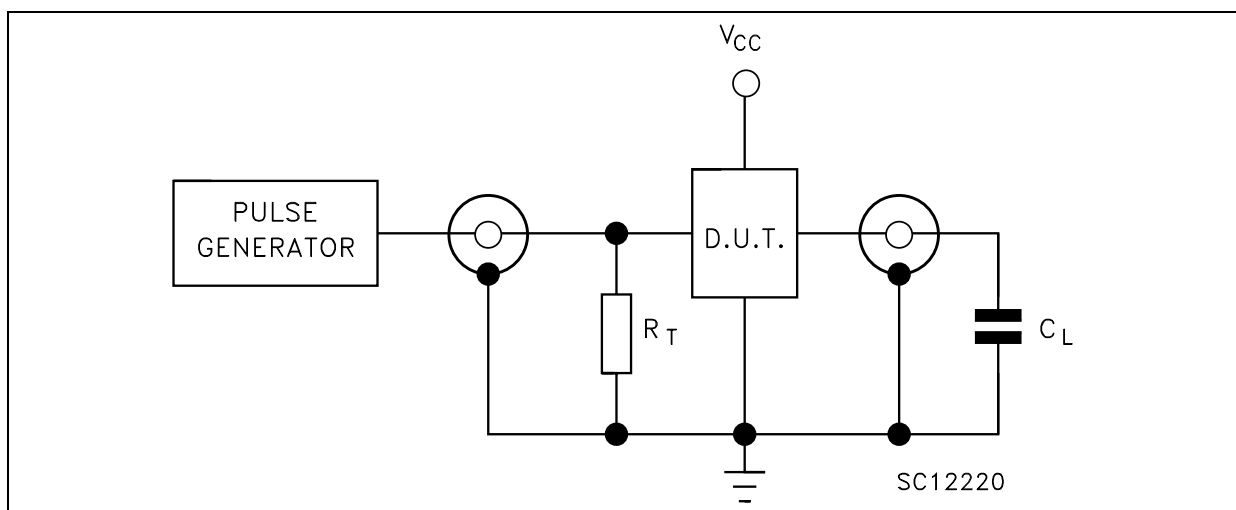 VCC
PULSE
GENERATOR
D.U.T.
RT
CL
SC12220